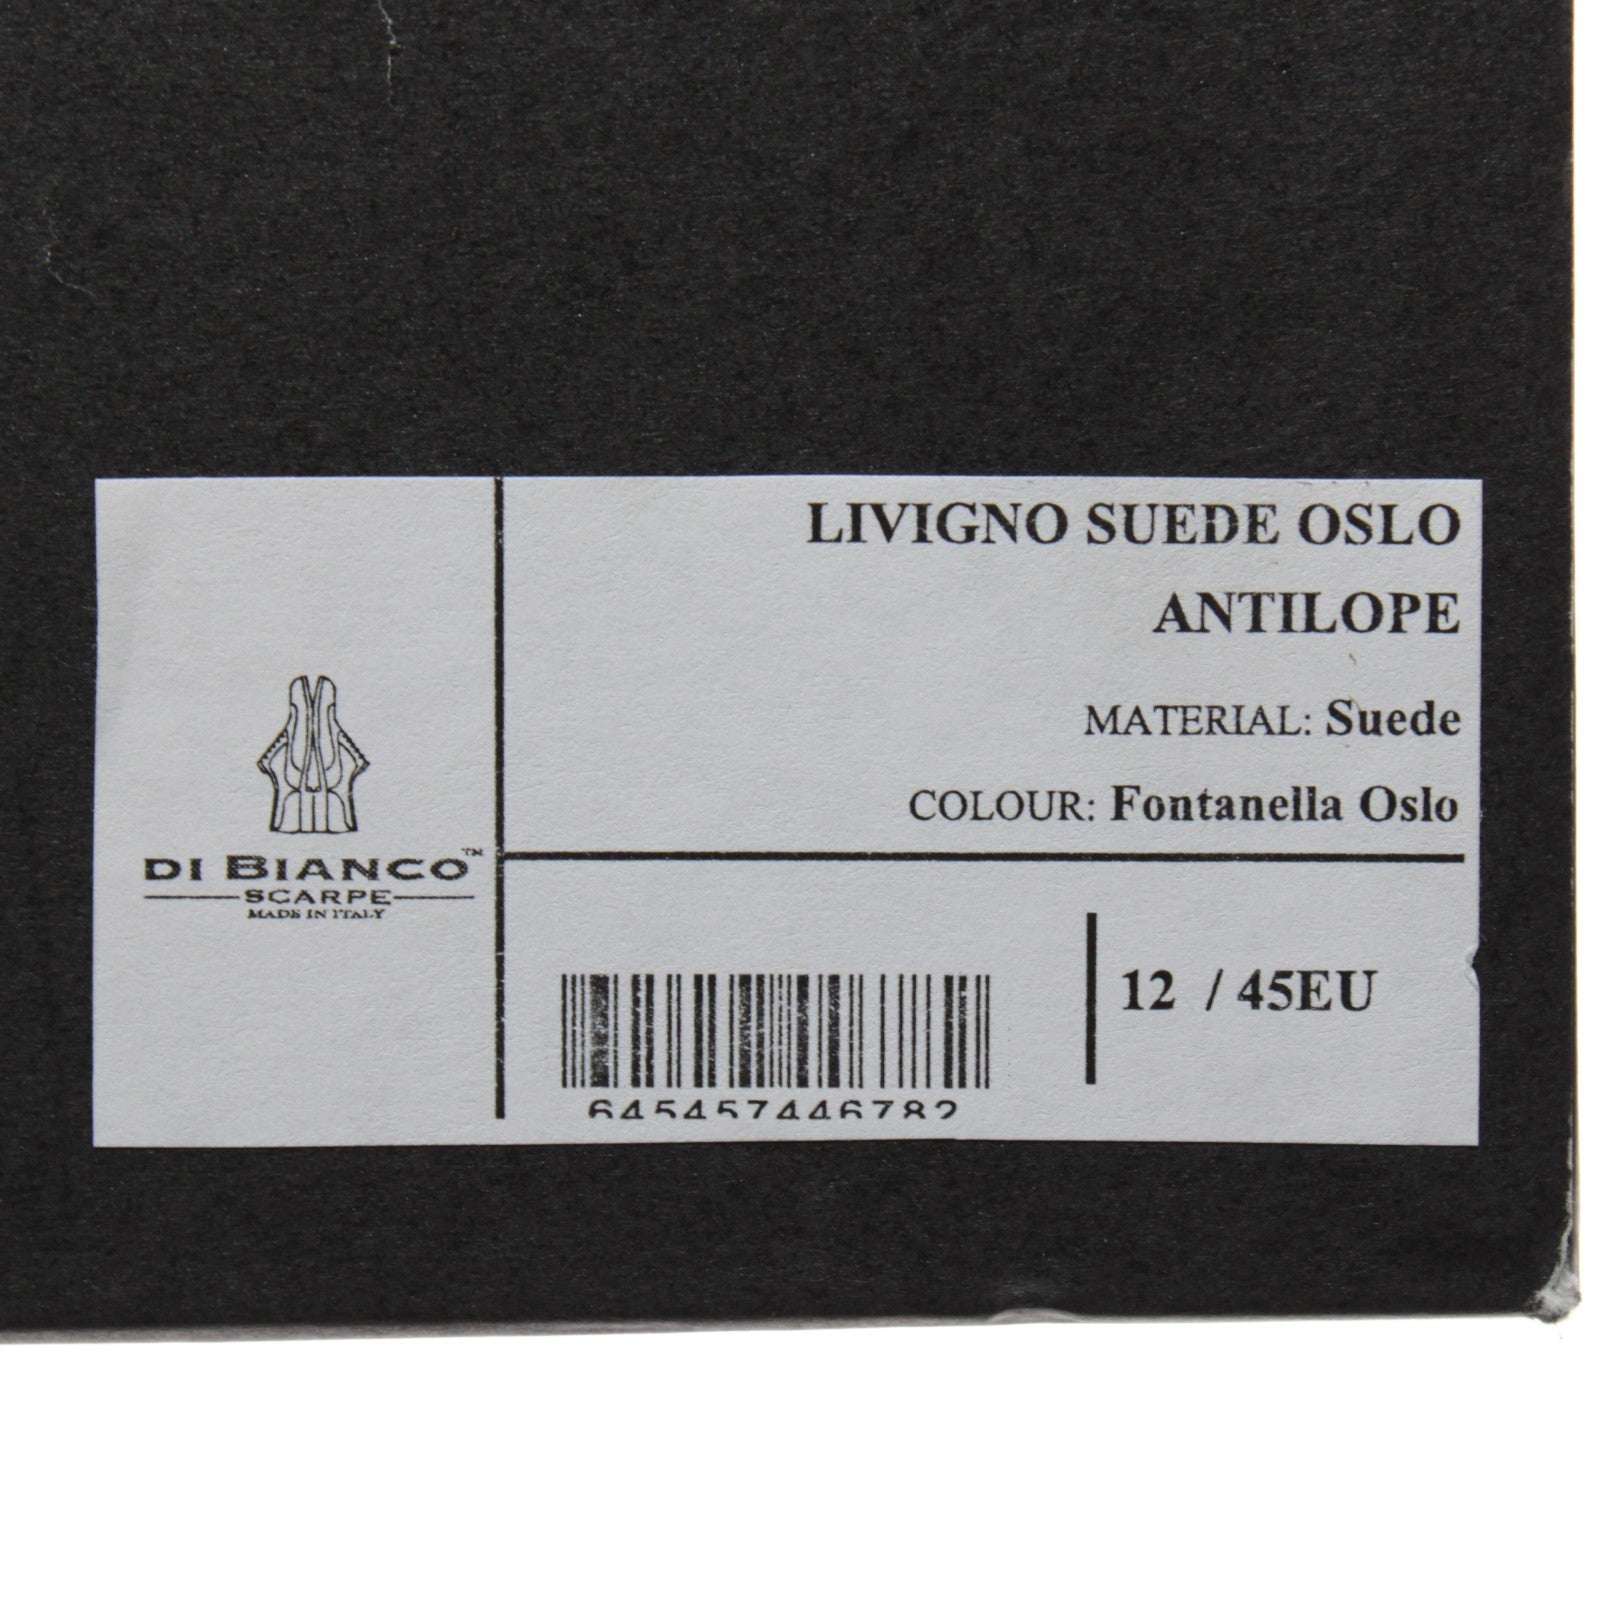 LIVIGNO SUEDE OSLO
ANTILOPE
MATERIAL: Suede
COLOUR: Fontanella Oslo
DI BIANCO™
SCARPE
MADE IN ITALY
12 / 45EU
645457446782